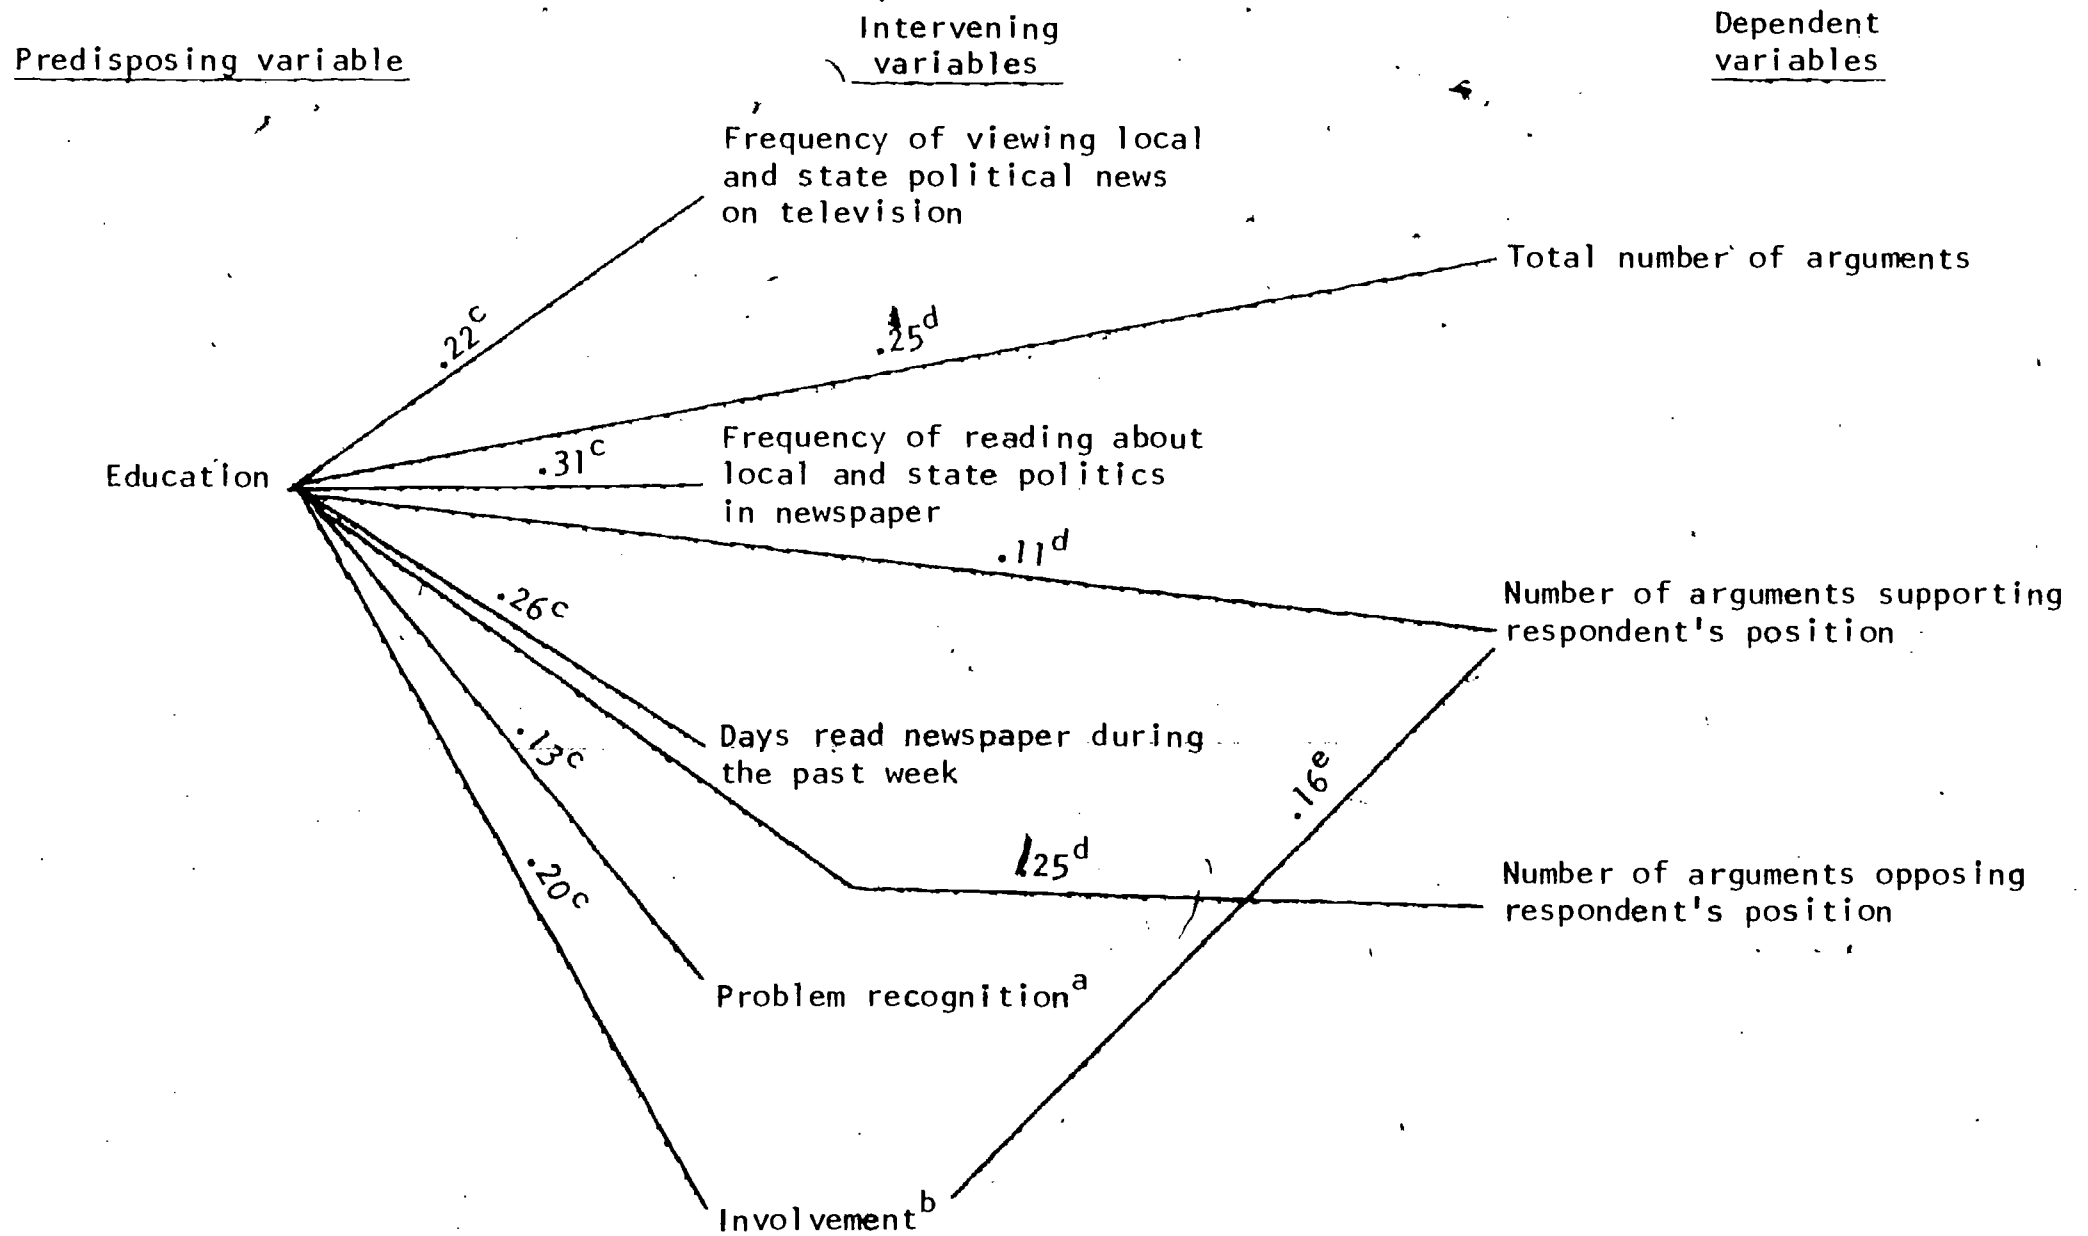 Predisposing variable
Intervening
variables
Dependent
variables
Frequency of viewing local
and state political news
on television
Total number of arguments
.22c
.25d
Education
.31c
Frequency of reading about
local and state politics
in newspaper
.11d
Number of arguments supporting
respondent's position
.26c
Days read newspaper during
the past week
.13c
.16e
.20c
.25d
Number of arguments opposing
respondent's position
Problem recognitiona
Involvementb